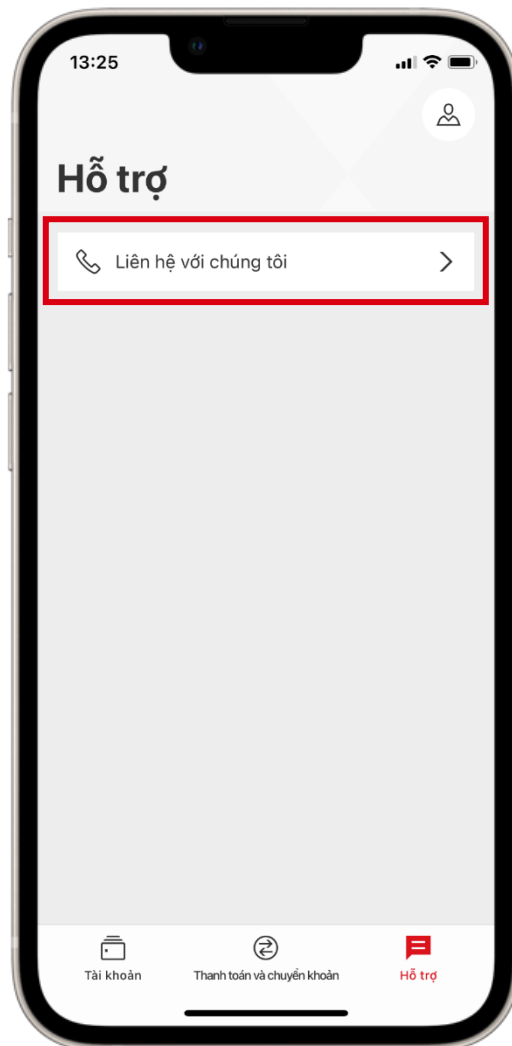 13:25
Hỗ trợ
Liên hệ với chúng tôi
Tài khoản
Thanh toán và chuyển khoản
Hỗ trợ